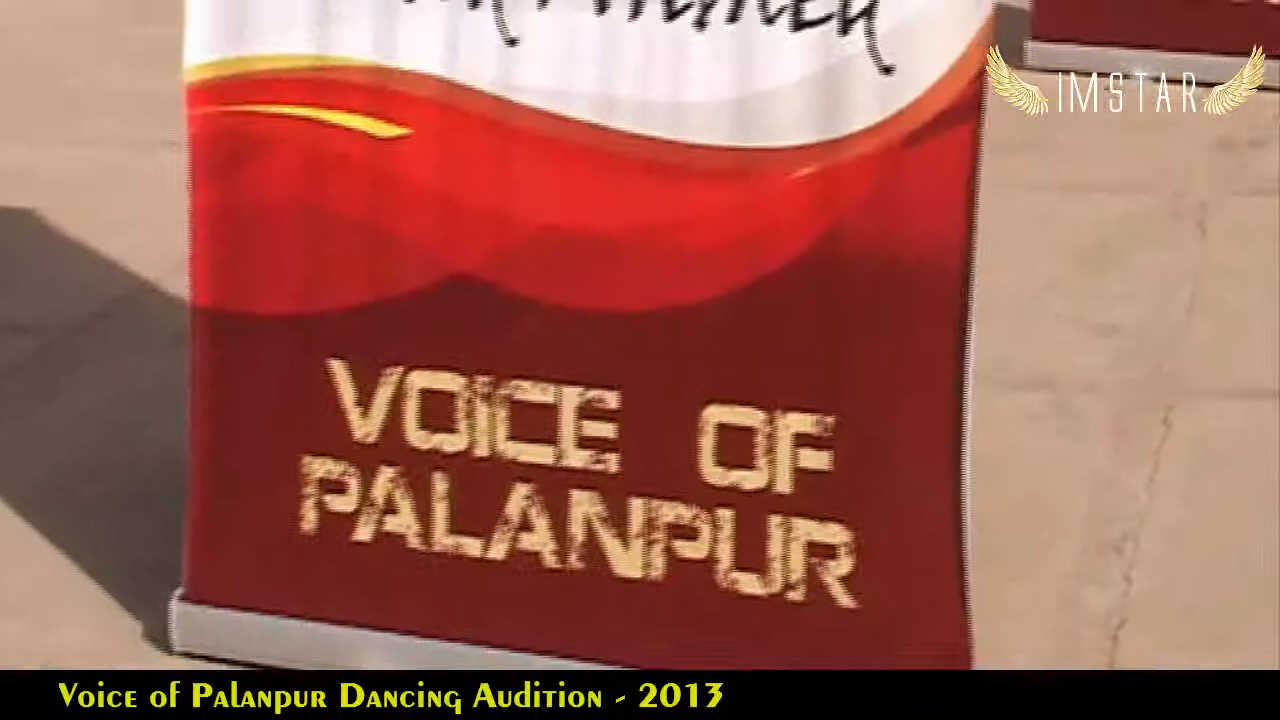 IMSTAR
VOiCE OF
PALANPUR
Voice of Palanpur Dancing Audition - 2013